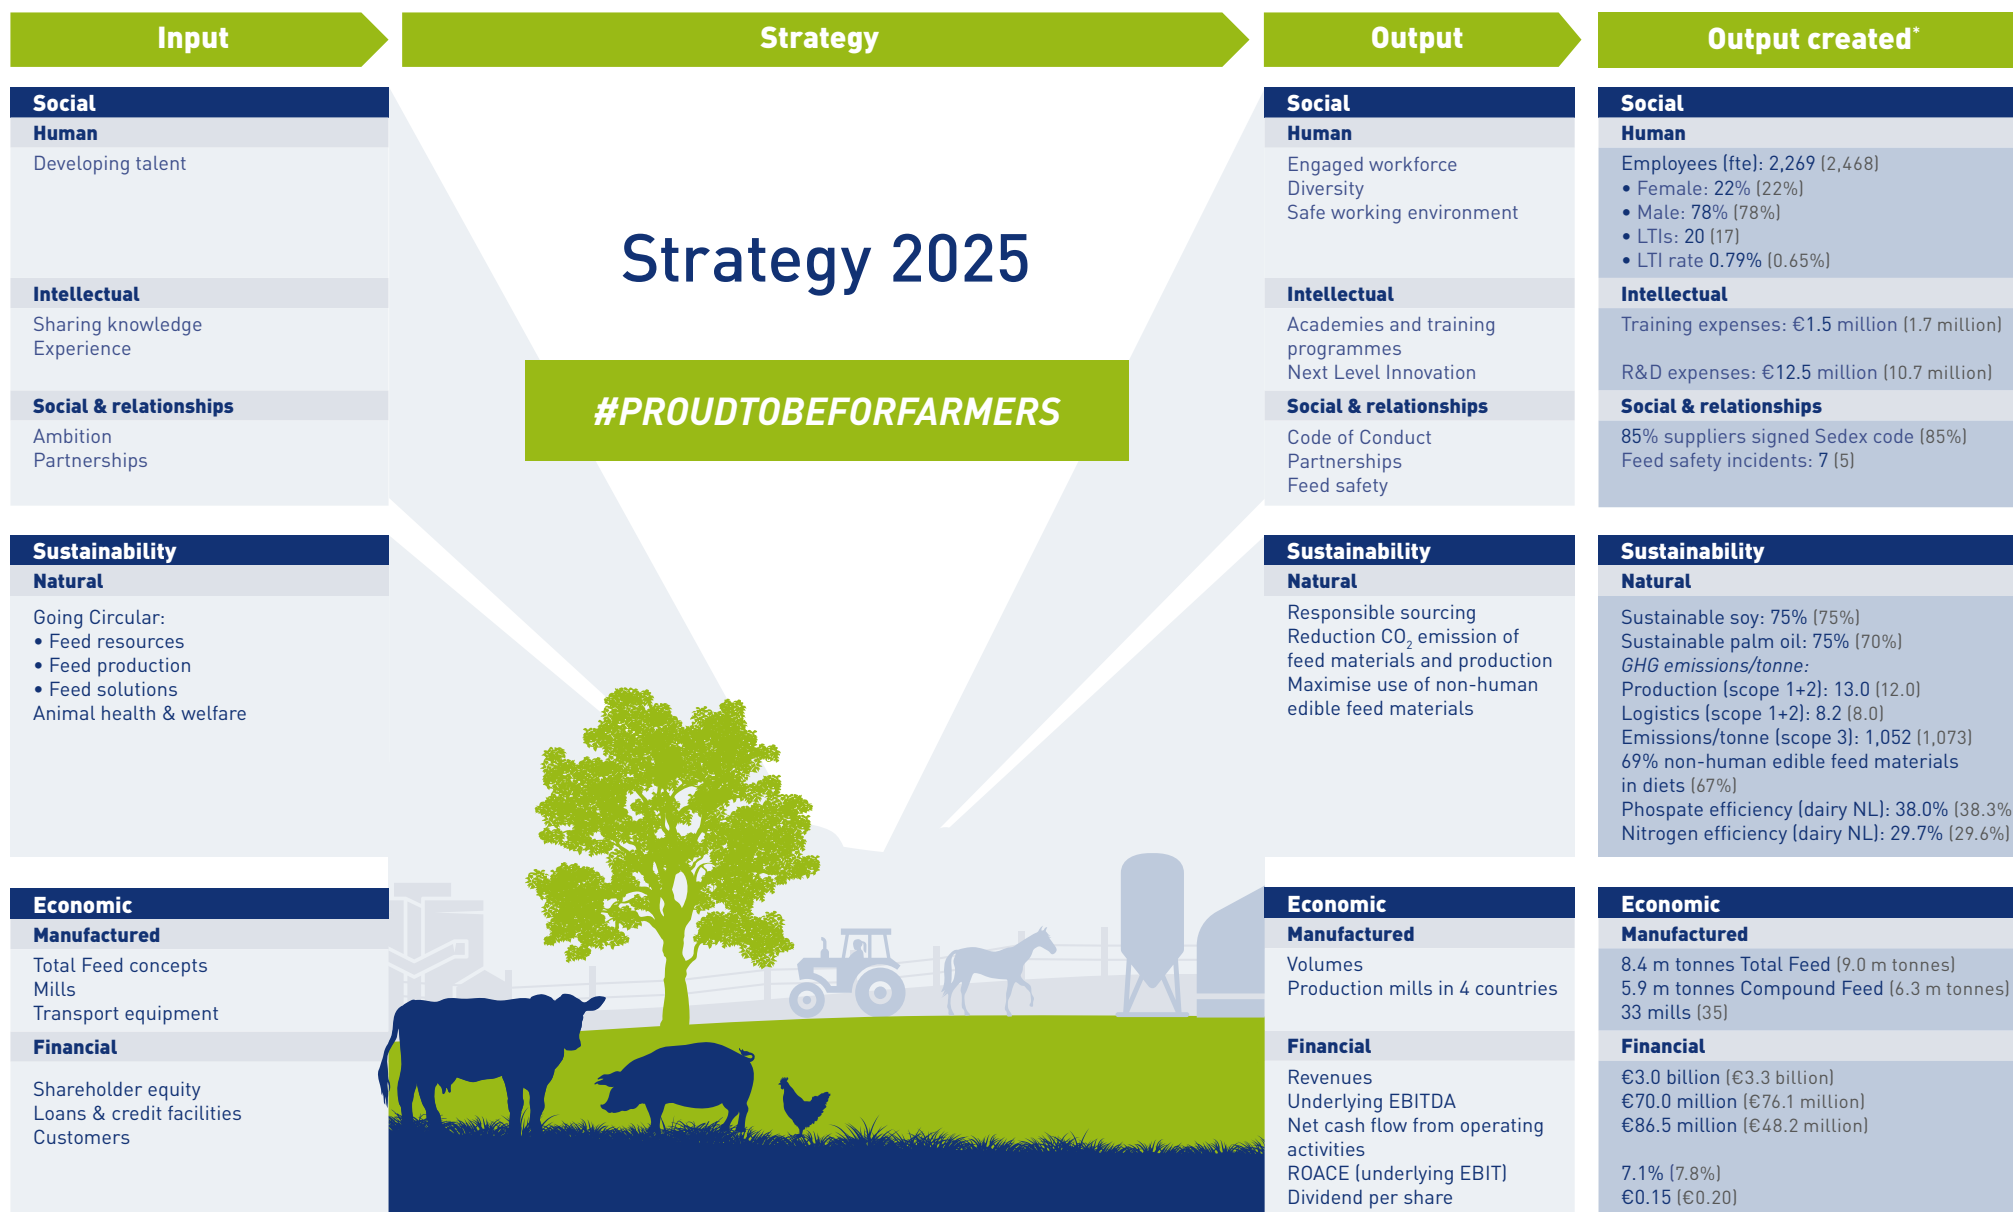 Input
Strategy
Output
Output created*
Social
Human
Developing talent
Intellectual
Sharing knowledge
Experience
Social & relationships
Ambition
Partnerships
Sustainability
Natural
Going Circular:
• Feed resources
• Feed production
• Feed solutions
Animal health & welfare
Economic
Manufactured
Total Feed concepts
Mills
Transport equipment
Financial
Shareholder equity
Loans & credit facilities
Customers
Strategy 2025
#PROUDTOBEFORFARMERS
Social
Human
Engaged workforce
Diversity
Safe working environment
Intellectual
Academies and training
programmes
Next Level Innovation
Social & relationships
Code of Conduct
Partnerships
Feed safety
Sustainability
Natural
Responsible sourcing
Reduction CO2 emission of
feed materials and production
Maximise use of non-human
edible feed materials
Economic
Manufactured
Volumes
Production mills in 4 countries
Financial
Revenues
Underlying EBITDA
Net cash flow from operating
activities
ROACE (underlying EBIT)
Dividend per share
Social
Human
Employees (fte): 2,269 (2,468)
• Female: 22% (22%)
• Male: 78% (78%)
• LTIs: 20 (17)
• LTI rate 0.79% (0.65%)
Intellectual
Training expenses: €1.5 million (1.7 million)
R&D expenses: €12.5 million (10.7 million)
Social & relationships
85% suppliers signed Sedex code (85%)
Feed safety incidents: 7 (5)
Sustainability
Natural
Sustainable soy: 75% (75%)
Sustainable palm oil: 75% (70%)
GHG emissions/tonne:
Production (scope 1+2): 13.0 (12.0)
Logistics (scope 1+2): 8.2 (8.0)
Emissions/tonne (scope 3): 1,052 (1,073)
69% non-human edible feed materials
in diets (67%)
Phospate efficiency (dairy NL): 38.0% (38.3%
Nitrogen efficiency (dairy NL): 29.7% (29.6%)
Economic
Manufactured
8.4 m tonnes Total Feed (9.0 m tonnes)
5.9 m tonnes Compound Feed (6.3 m tonnes)
33 mills (35)
Financial
€3.0 billion (€3.3 billion)
€70.0 million (€76.1 million)
€86.5 million (€48.2 million)
7.1% (7.8%)
€0.15 (€0.20)